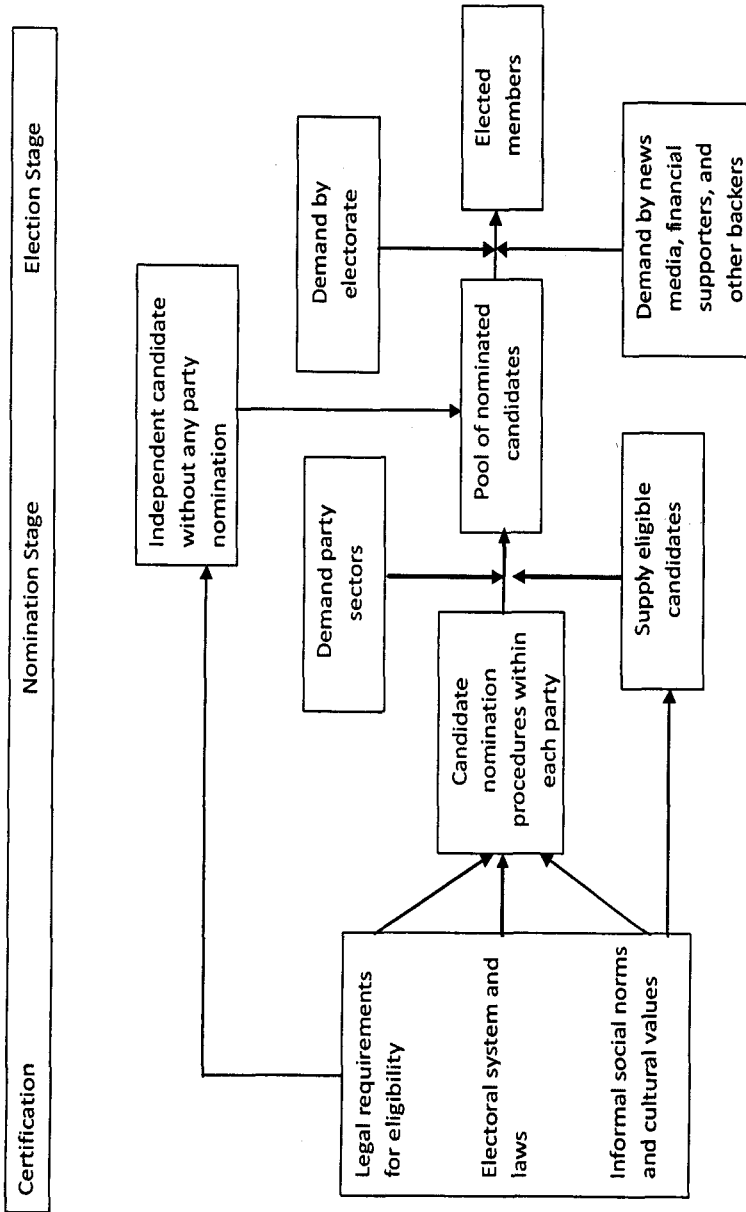 Certification
Nomination Stage
Election Stage
Legal requirements
for eligibility
Electoral system and
laws
Informal social norms
and cultural values
Candidate
nomination
procedures within
each party
Independent candidate
without any party
nomination
Demand party
sectors
Supply eligible
candidates
Pool of nominated
candidates
Demand by
electorate
Demand by news
media, financial
supporters, and
other backers
Elected
members